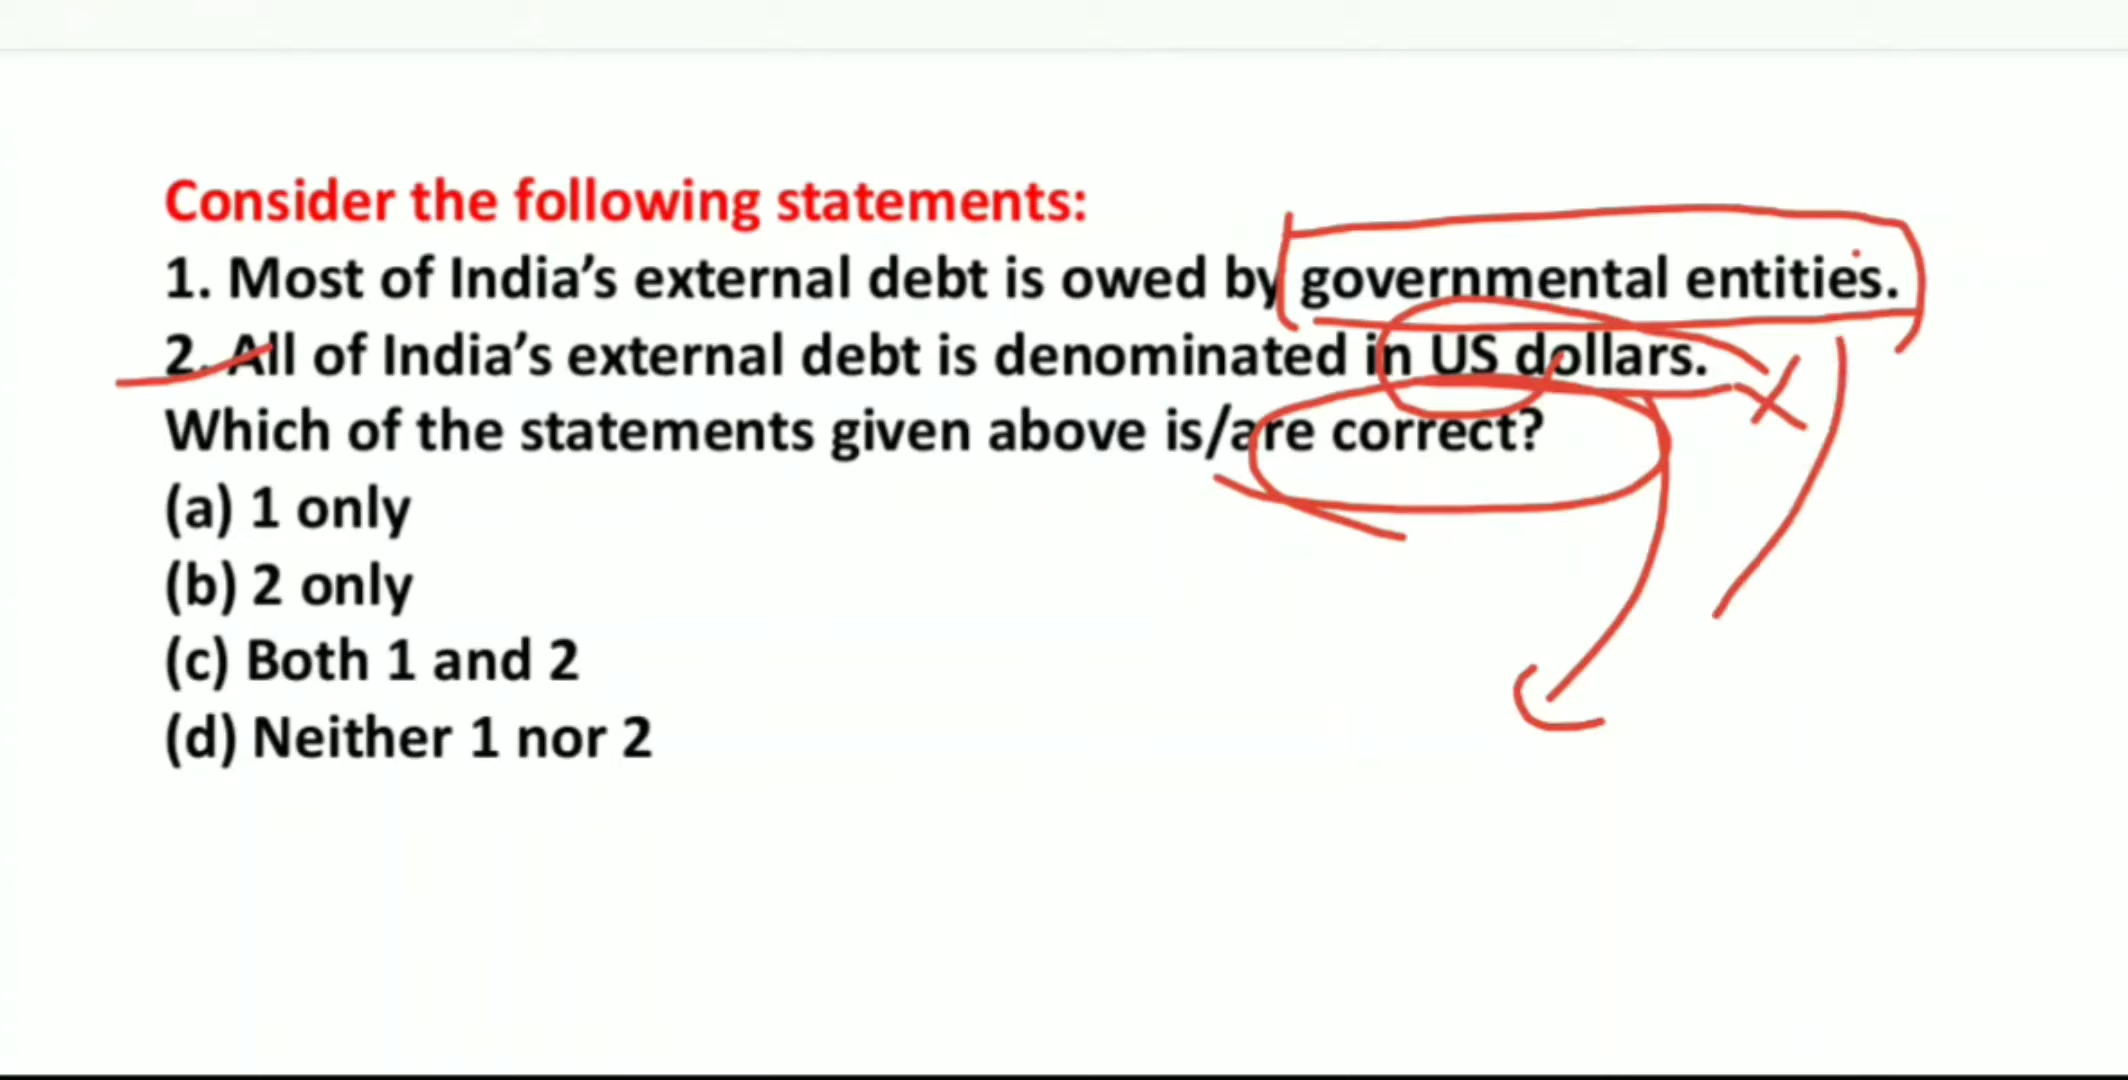 Consider the following statements:
1. Most of India’s external debt is owed by governmental entities.
2. All of India’s external debt is denominated in US dollars.
Which of the statements given above is/are correct?
(a) 1 only
(b) 2 only
(c) Both 1 and 2
(d) Neither 1 nor 2